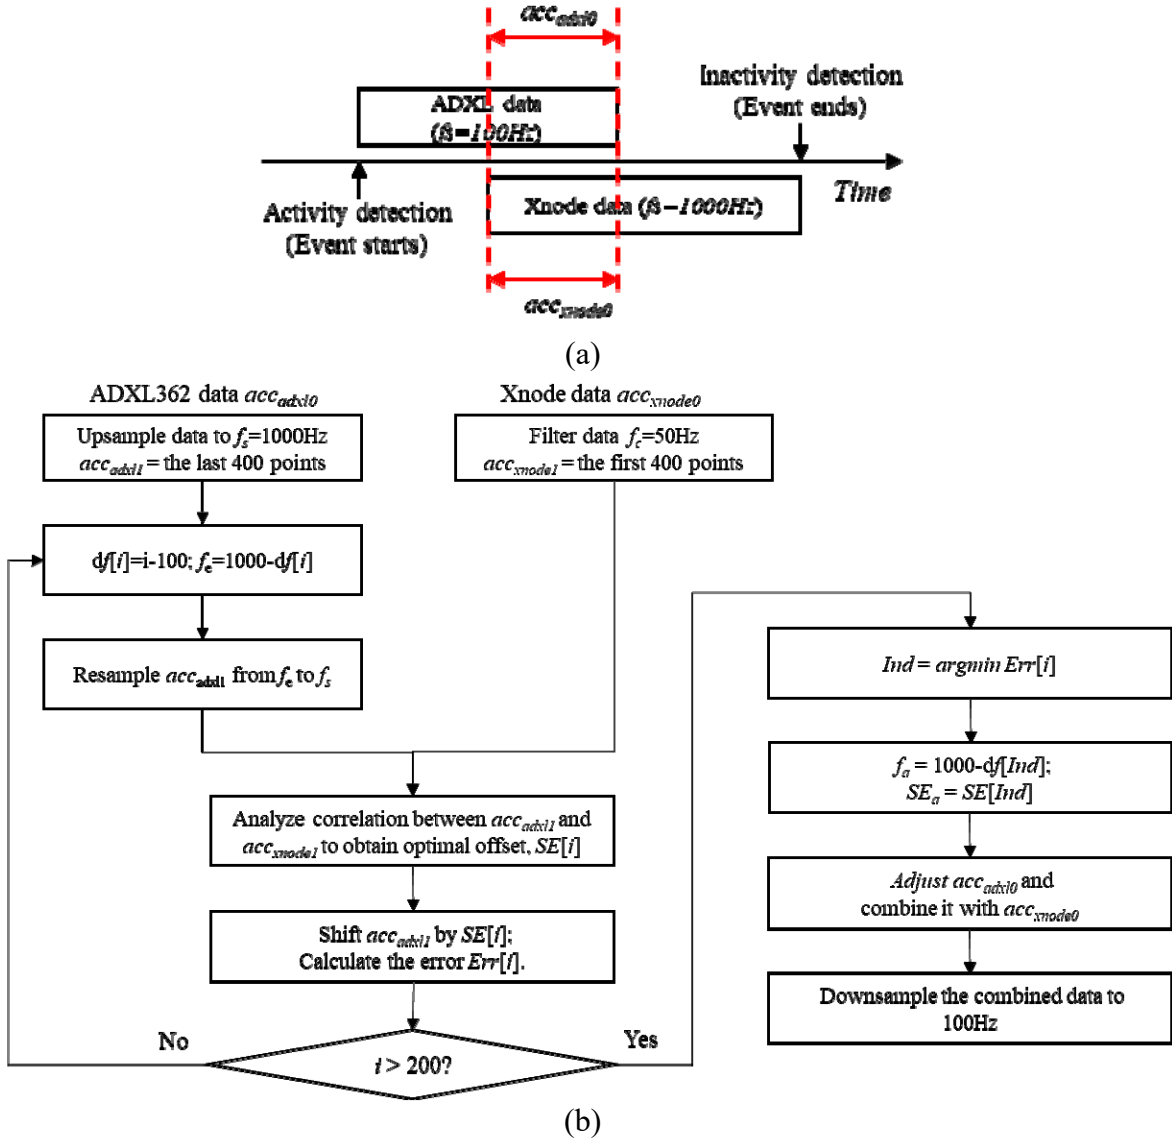 acc_adxl0
Inactivity detection
(Event ends)
ADXL data
(fs=100Hz)
Time
Xnode data (fs=1000Hz)
Activity detection
(Event starts)
acc_xnode0
(a)
ADXL362 data acc_adxl0
Upsample data to f_s=1000Hz
acc_adxl1 = the last 400 points
Xnode data acc_xnode0
Filter data f_c=50Hz
acc_xnode1 = the first 400 points
df[i]=i-100; f_e=1000-df[i]
Resample acc_adxl1 from f_e to f_s
Analyze correlation between acc_adxl1 and
acc_xnode1 to obtain optimal offset, SE[i]
Shift acc_adxl1 by SE[i];
Calculate the error Err[i].
No
i > 200?
Yes
Ind = argmin Err[i]
f_a = 1000-df[Ind];
SE_a = SE[Ind]
Adjust acc_adxl0 and
combine it with acc_xnode0
Downsample the combined data to
100Hz
(b)